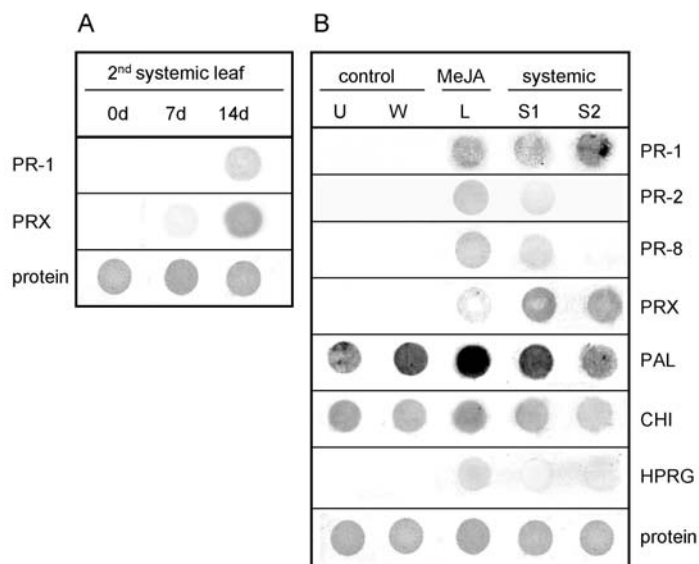 A
2nd systemic leaf
0d 7d 14d
PR-1
PRX
protein
B
control MeJA systemic
U W L S1 S2
PR-1
PR-2
PR-8
PRX
PAL
CHI
HPRG
protein